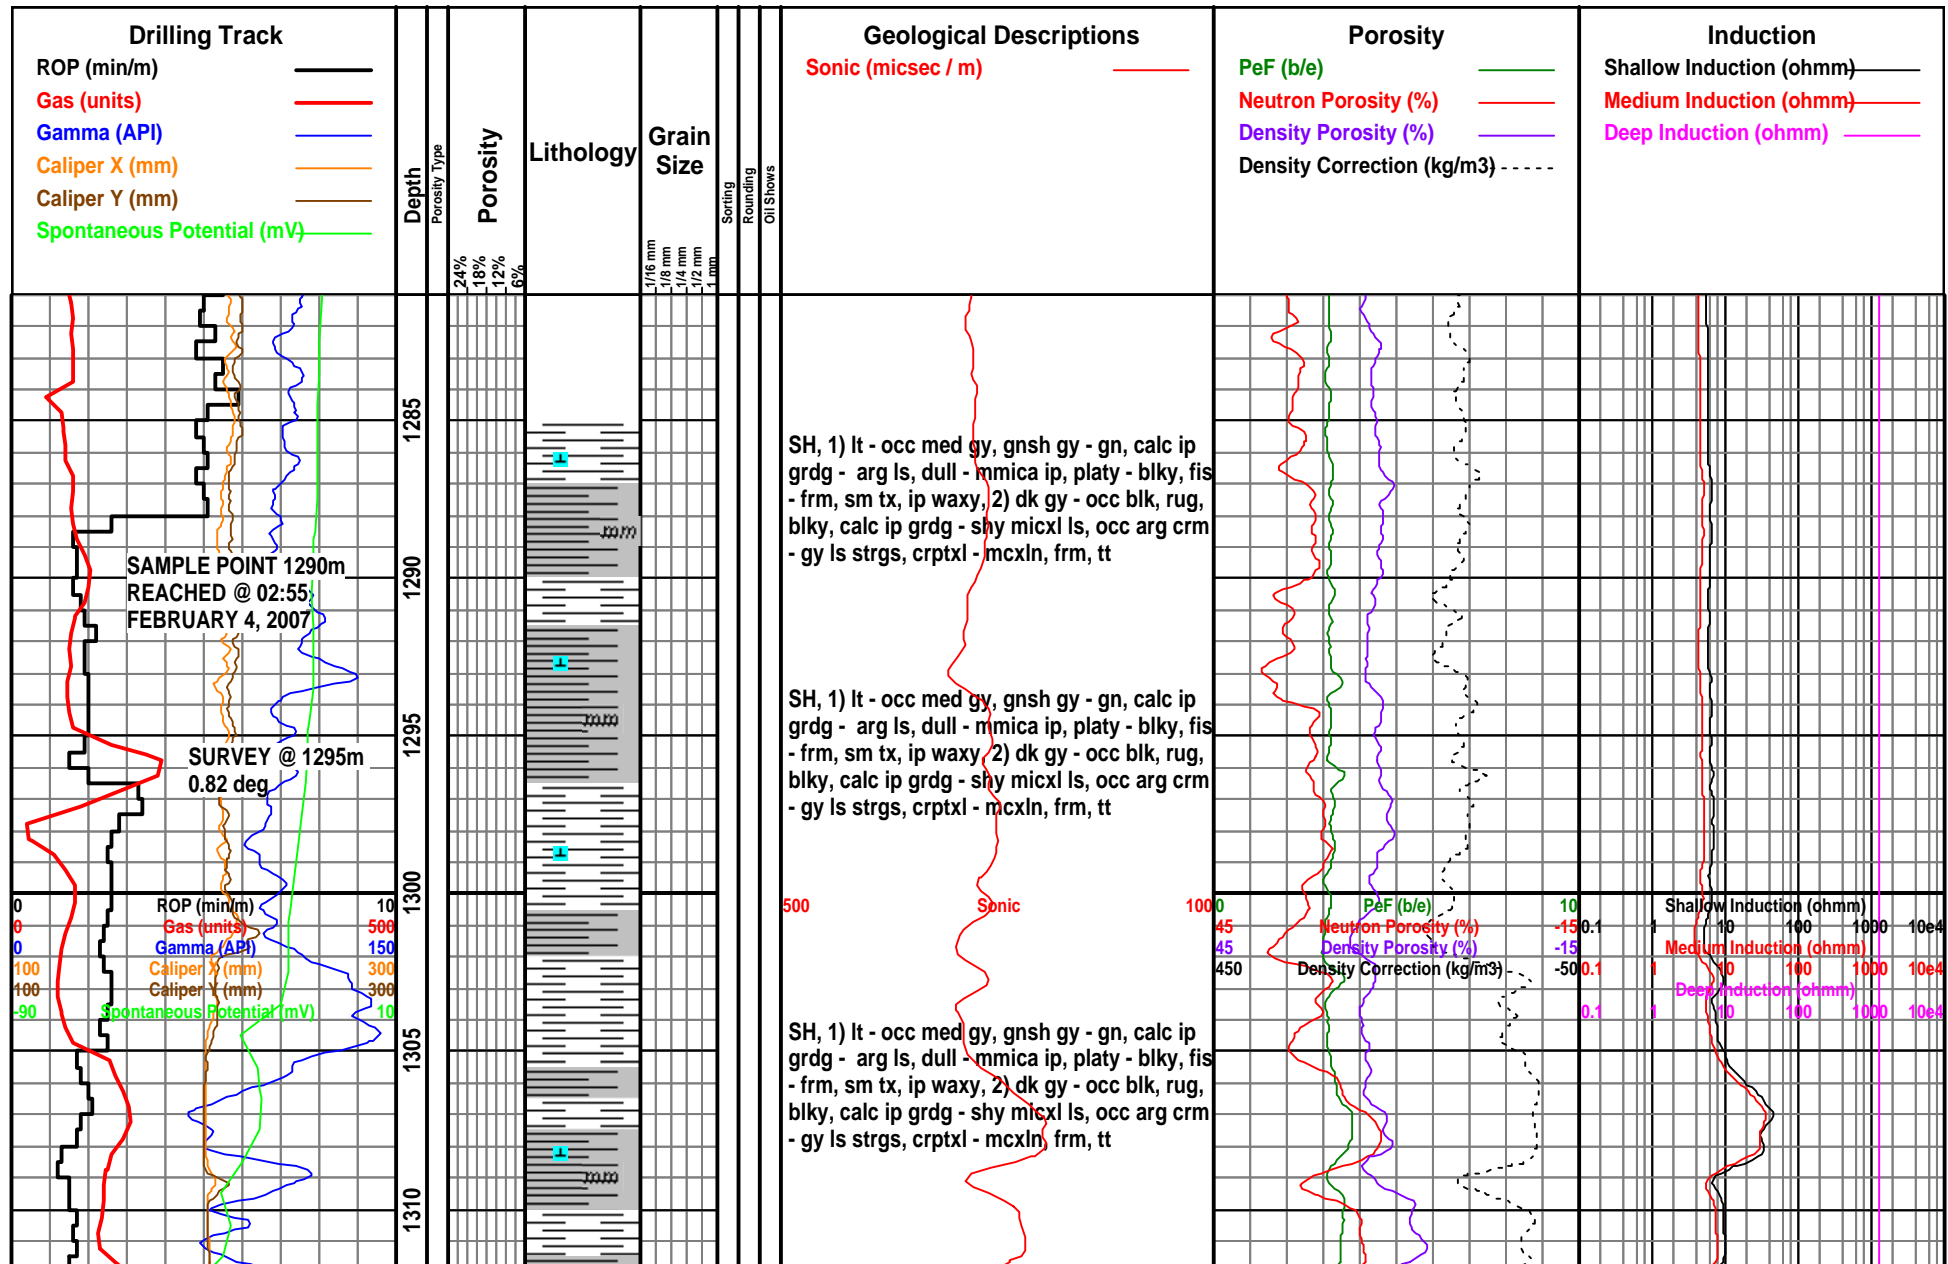 Drilling Track
ROP (min/m)
Gas (units)
Gamma (API)
Caliper X (mm)
Caliper Y (mm)
Spontaneous Potential (mV)
Depth
Porosity Type
Porosity
24%
18%
12%
6%
Lithology
Grain
Size
1/16 mm
1/8 mm
1/4 mm
1/2 mm
1 mm
Sorting
Rounding
Oil Shows
Geological Descriptions
Sonic (micsec / m)
Porosity
PeF (b/e)
Neutron Porosity (%)
Density Porosity (%)
Density Correction (kg/m3)
Induction
Shallow Induction (ohmm)
Medium Induction (ohmm)
Deep Induction (ohmm)
1285
SH, 1) lt - occ med gy, gnsh gy - gn, calc ip
grdg - arg ls, dull - mmica ip, platy - blky, fis
- frm, sm tx, ip waxy, 2) dk gy - occ blk, rug,
blky, calc ip grdg - shy micxl ls, occ arg crm
- gy ls strgs, crptxl - mcxln, frm, tt
mm
SAMPLE POINT 1290m
REACHED @ 02:55
FEBRUARY 4, 2007
1290
SH, 1) lt - occ med gy, gnsh gy - gn, calc ip
grdg - arg ls, dull - mmica ip, platy - blky, fis
- frm, sm tx, ip waxy, 2) dk gy - occ blk, rug,
blky, calc ip grdg - shy micxl ls, occ arg crm
- gy ls strgs, crptxl - mcxln, frm, tt
mm
1295
SURVEY @ 1295m
0.82 deg
1300
0 ROP (min/m) 10
0 Gas (units) 500
0 Gamma (API) 150
100 Caliper X (mm) 300
100 Caliper Y (mm) 300
-90 Spontaneous Potential (mV) 10
500 Sonic 100
0 PeF (b/e) 10
45 Neutron Porosity (%) -15
45 Density Porosity (%) -15
450 Density Correction (kg/m3) -50
Shallow Induction (ohmm)
0.1 1 10 100 1000 10e4
Medium Induction (ohmm)
0.1 1 10 100 1000 10e4
Deep Induction (ohmm)
0.1 1 10 100 1000 10e4
1305
SH, 1) lt - occ med gy, gnsh gy - gn, calc ip
grdg - arg ls, dull - mmica ip, platy - blky, fis
- frm, sm tx, ip waxy, 2) dk gy - occ blk, rug,
blky, calc ip grdg - shy micxl ls, occ arg crm
- gy ls strgs, crptxl - mcxln, frm, tt
mm
1310